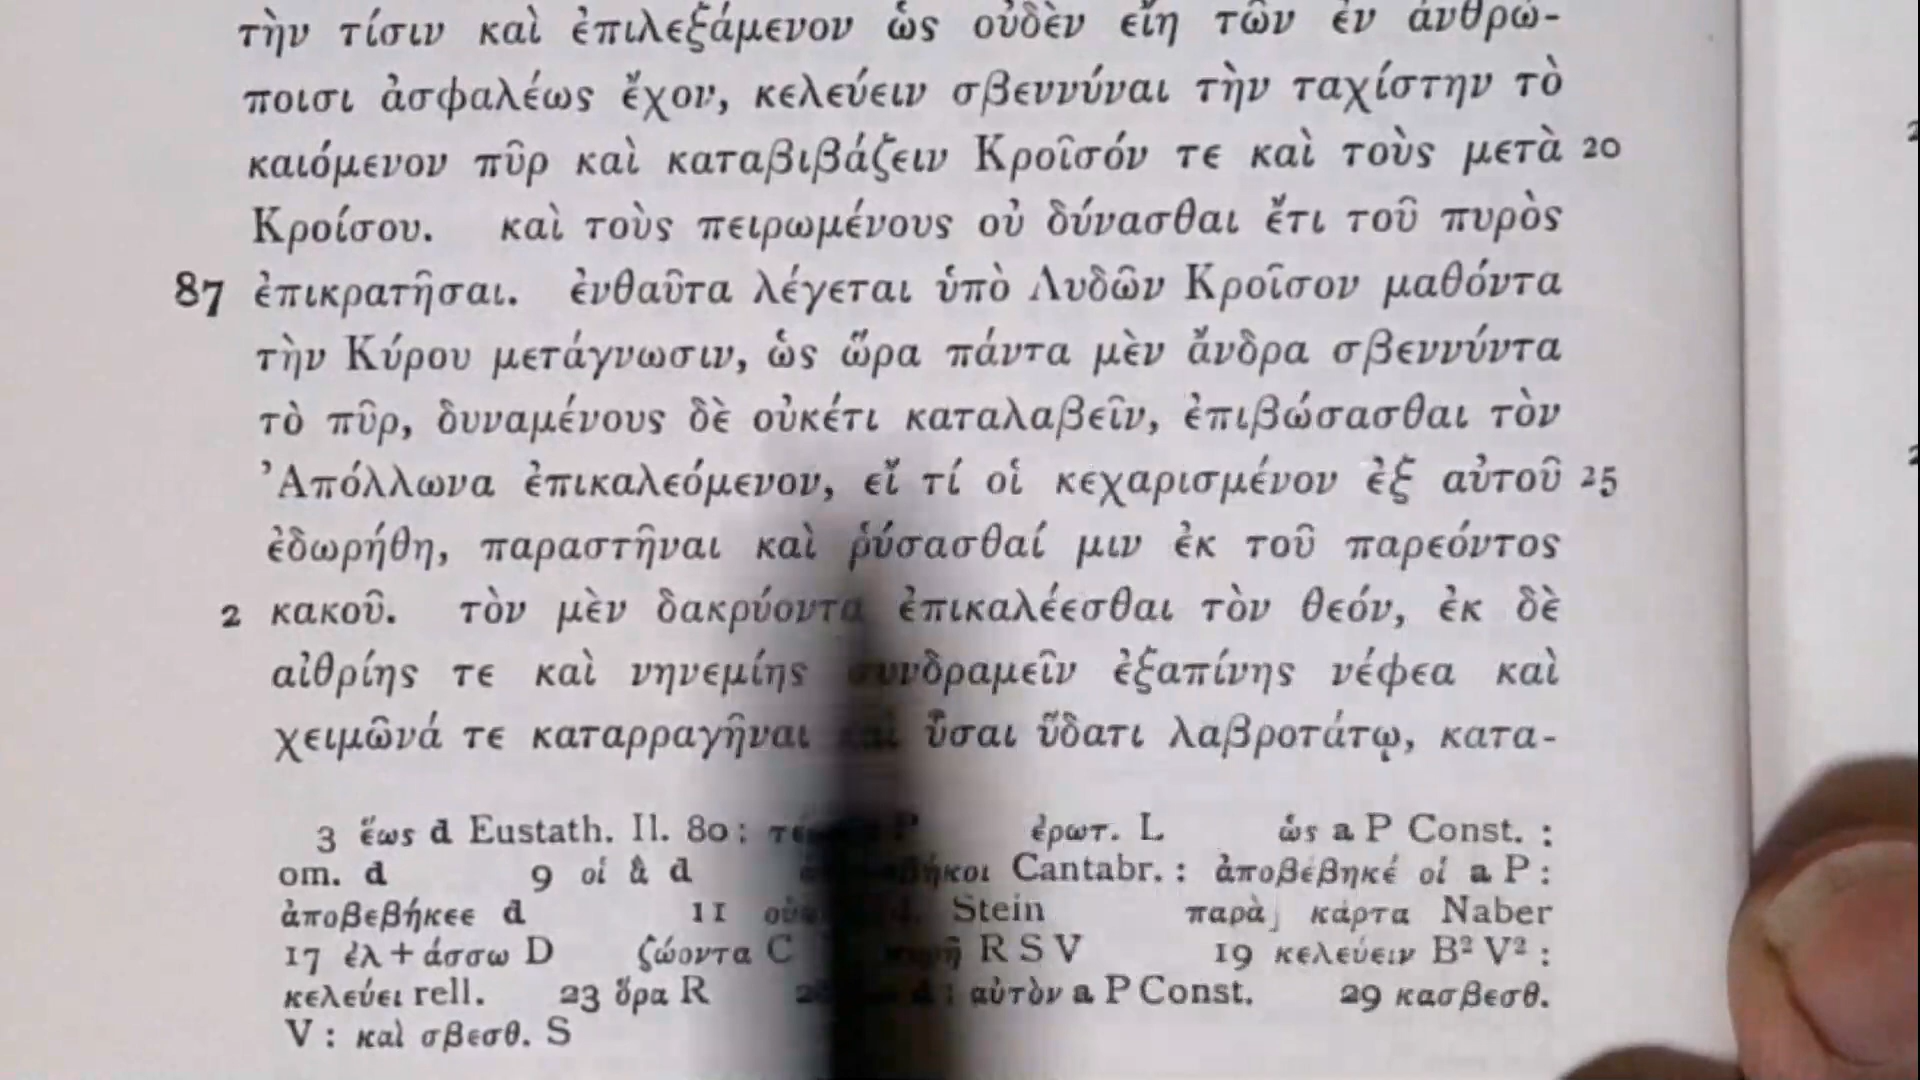 τὴν τίσιν καὶ ἐπιλεξάμενον ὡς οὐδὲν εἴη τῶν ἐν ἀνθρώ-
ποισι ἀσφαλέως ἔχον, κελεύειν σβεννύναι τὴν ταχίστην τὸ
καιόμενον πῦρ καὶ καταβιβάζειν Κροῖσόν τε καὶ τοὺς μετὰ 20
Κροίσου. καὶ τοὺς πειρωμένους οὐ δύνασθαι ἔτι τοῦ πυρὸς
87 ἐπικρατῆσαι. ἐνθαῦτα λέγεται ὑπὸ Λυδῶν Κροῖσον μαθόντα
τὴν Κύρου μετάγνωσιν, ὡς ὥρα πάντα μὲν ἄνδρα σβεννύντα
τὸ πῦρ, δυναμένους δὲ οὐκέτι καταλαβεῖν, ἐπιβώσασθαι τὸν
Ἀπόλλωνα ἐπικαλεόμενον, εἴ τί οἱ κεχαρισμένον ἐξ αὐτοῦ 25
ἐδωρήθη, παραστῆναι καὶ ῥύσασθαί μιν ἐκ τοῦ παρεόντος
2 κακοῦ. τὸν μὲν δακρύοντα ἐπικαλέεσθαι τὸν θεόν, ἐκ δὲ
αἰθρίης τε καὶ νηνεμίης συνδραμεῖν ἐξαπίνης νέφεα καὶ
χειμῶνά τε καταρραγῆναι καὶ ὗσαι ὕδατι λαβροτάτῳ, κατα-
3 ἕως d Eustath. Il. 80 : P ἐρωτ. L ὡς a P Const. :
om. d 9 οἱ ἂ d Cantabr. : ἀποβεβηκέ οἱ a P :
ἀποβεβήκεε d 11 Stein παρὰ] κάρτα Naber
17 ἐλ+άσσω D ζώοντα C R S V 19 κελεύειν B² V² :
κελεύει rell. 23 ὅρα R d : αὐτὸν a P Const. 29 κασβεσθ.
V : καὶ σβεσθ. S